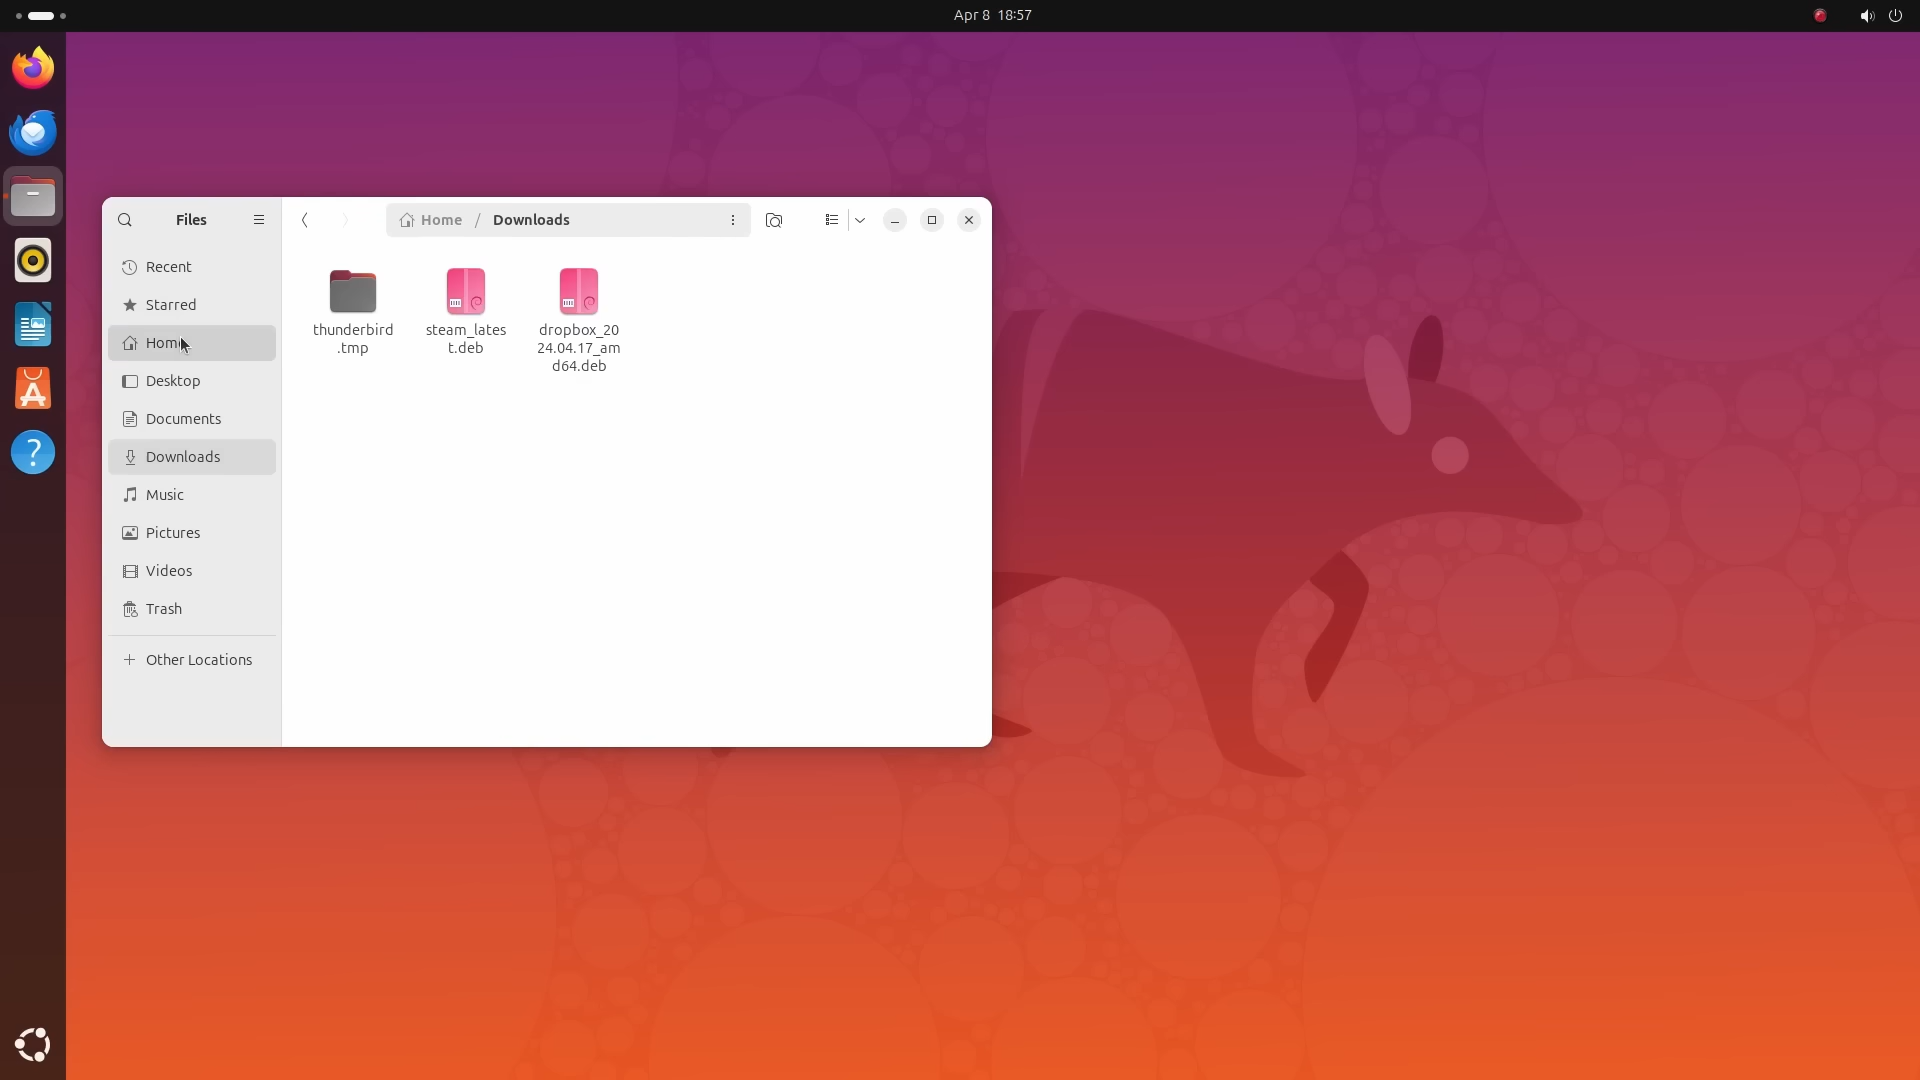 Apr 8 18:57
Files
Home / Downloads
Recent
Starred
Home
Desktop
Documents
Downloads
Music
Pictures
Videos
Trash
Other Locations
thunderbird
.tmp
steam_lates
t.deb
dropbox_20
24.04.17_am
d64.deb